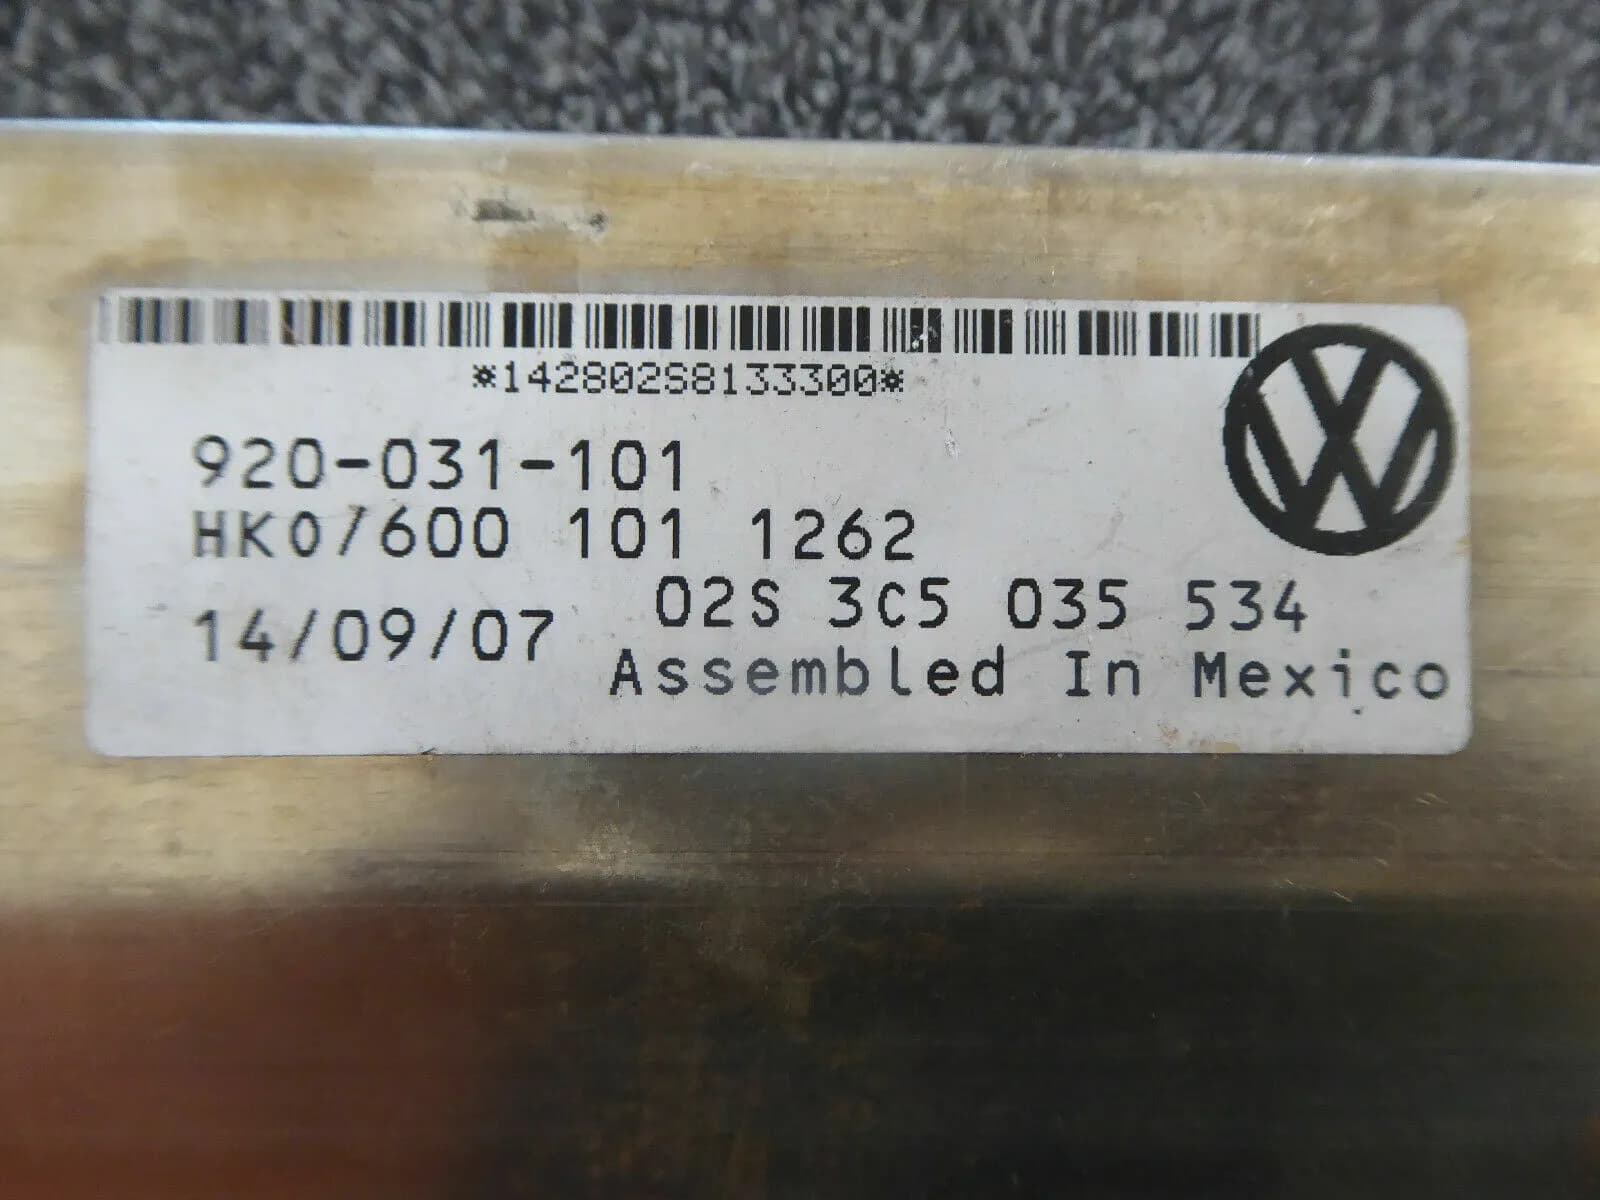 *142802S8133300*
920-031-101
HK0/600 101 1262
02S 3C5 035 534
14/09/07
Assembled In Mexico